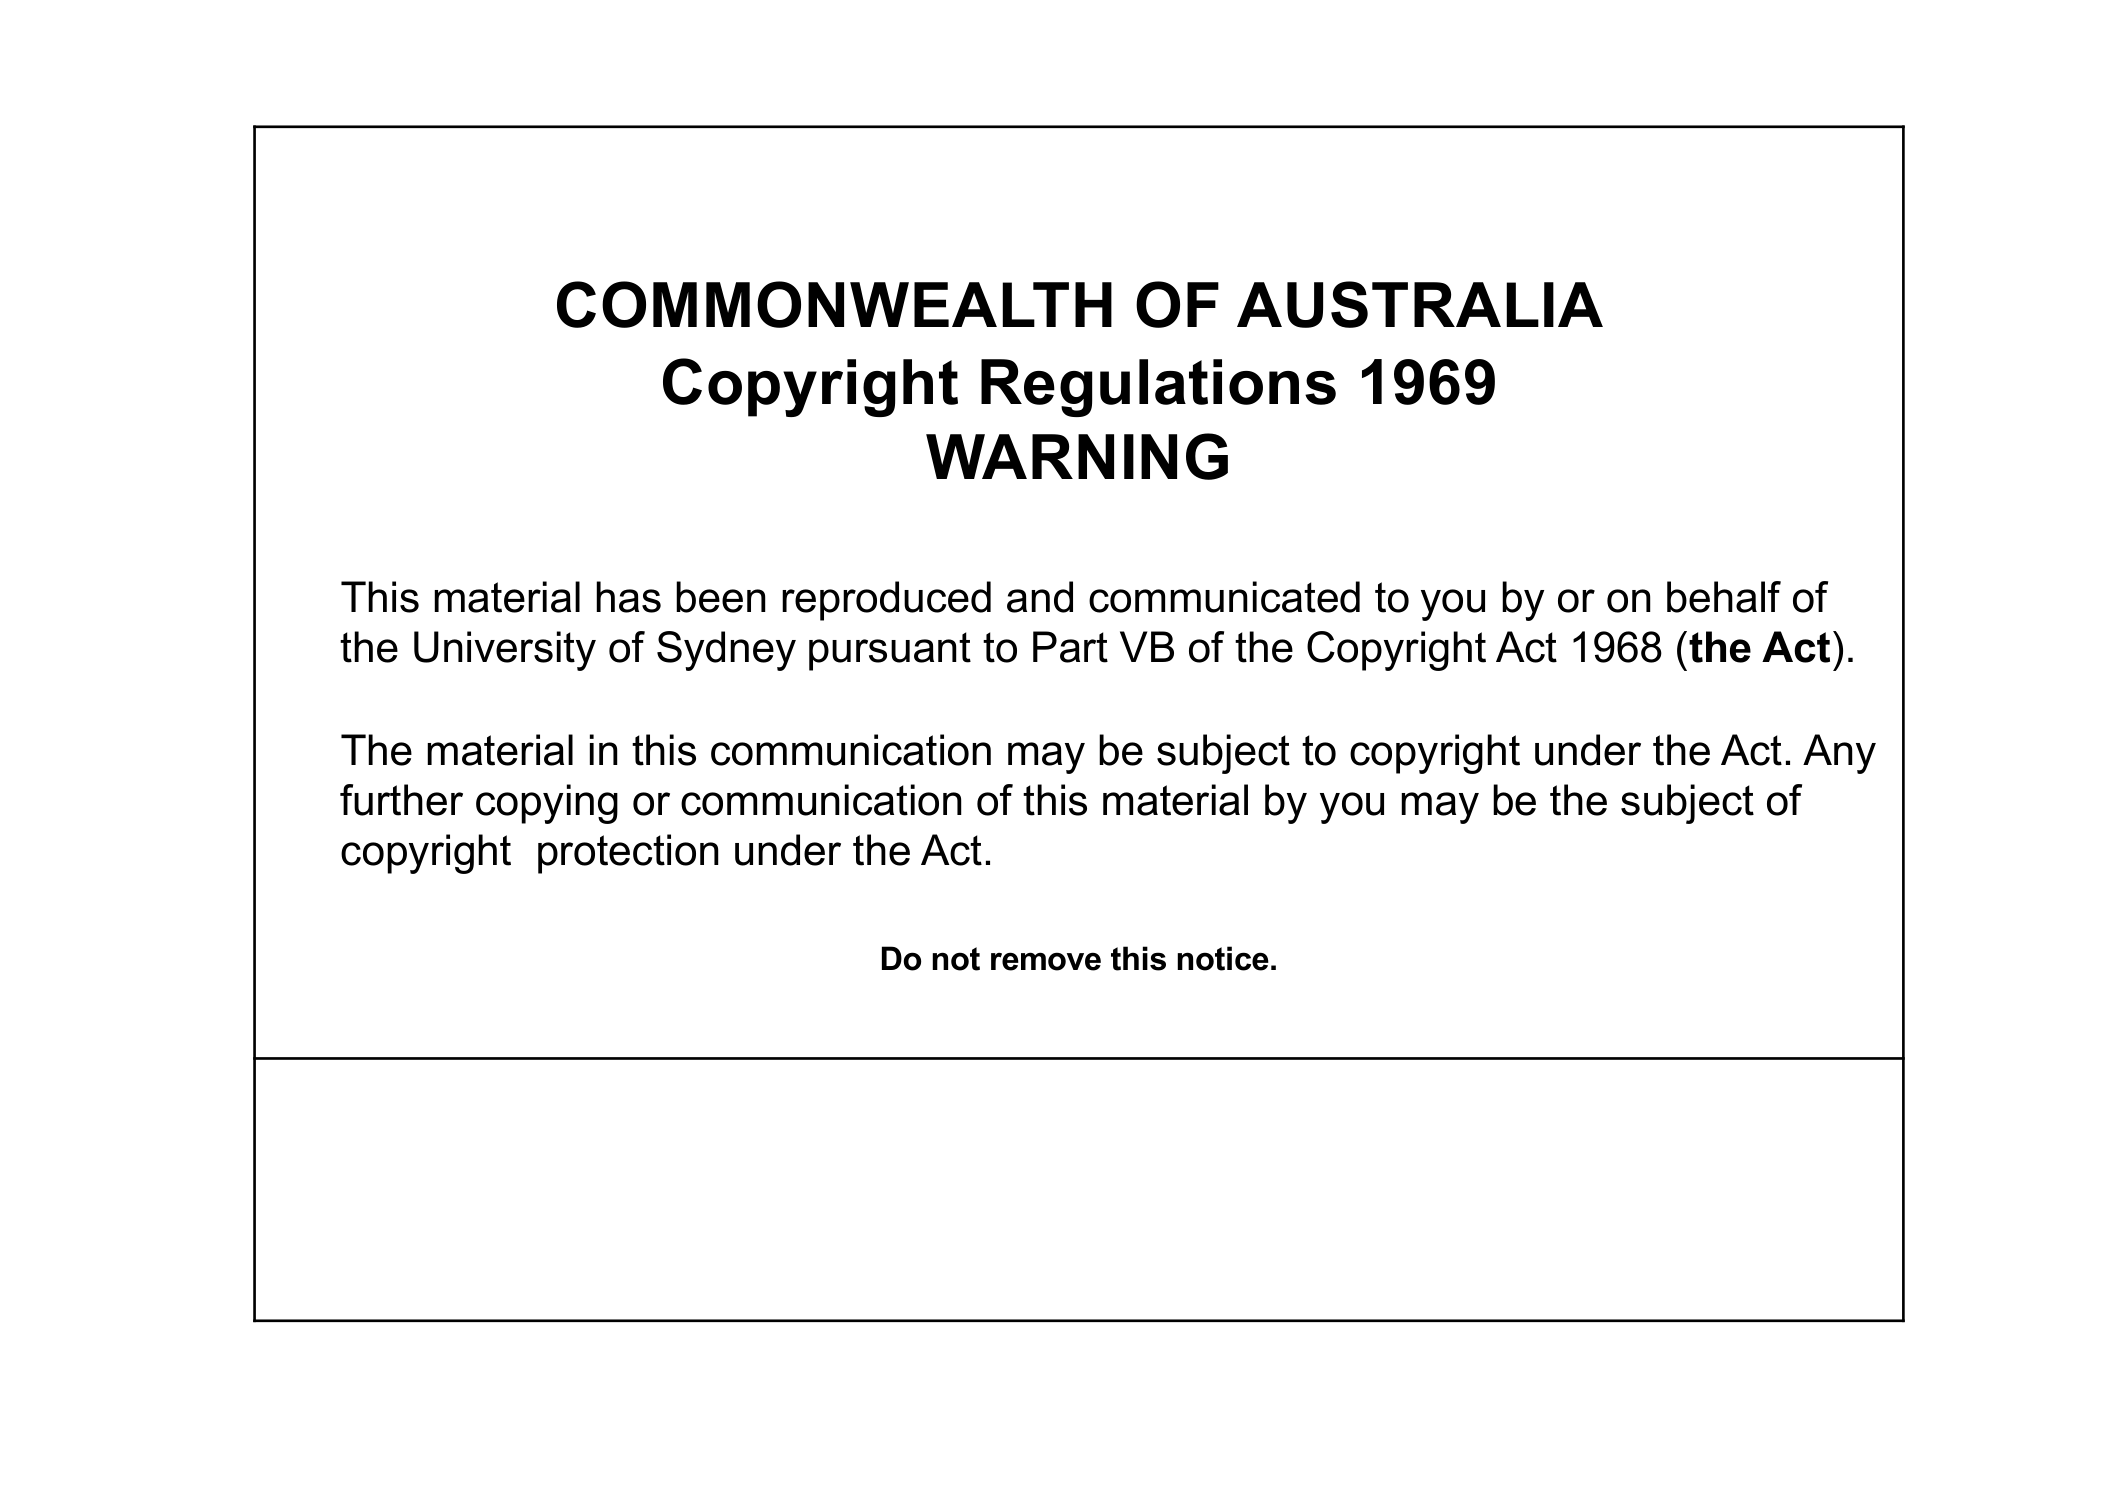 COMMONWEALTH OF AUSTRALIA
Copyright Regulations 1969
WARNING
This material has been reproduced and communicated to you by or on behalf of
the University of Sydney pursuant to Part VB of the Copyright Act 1968 (the Act).
The material in this communication may be subject to copyright under the Act. Any
further copying or communication of this material by you may be the subject of
copyright  protection under the Act.
Do not remove this notice.